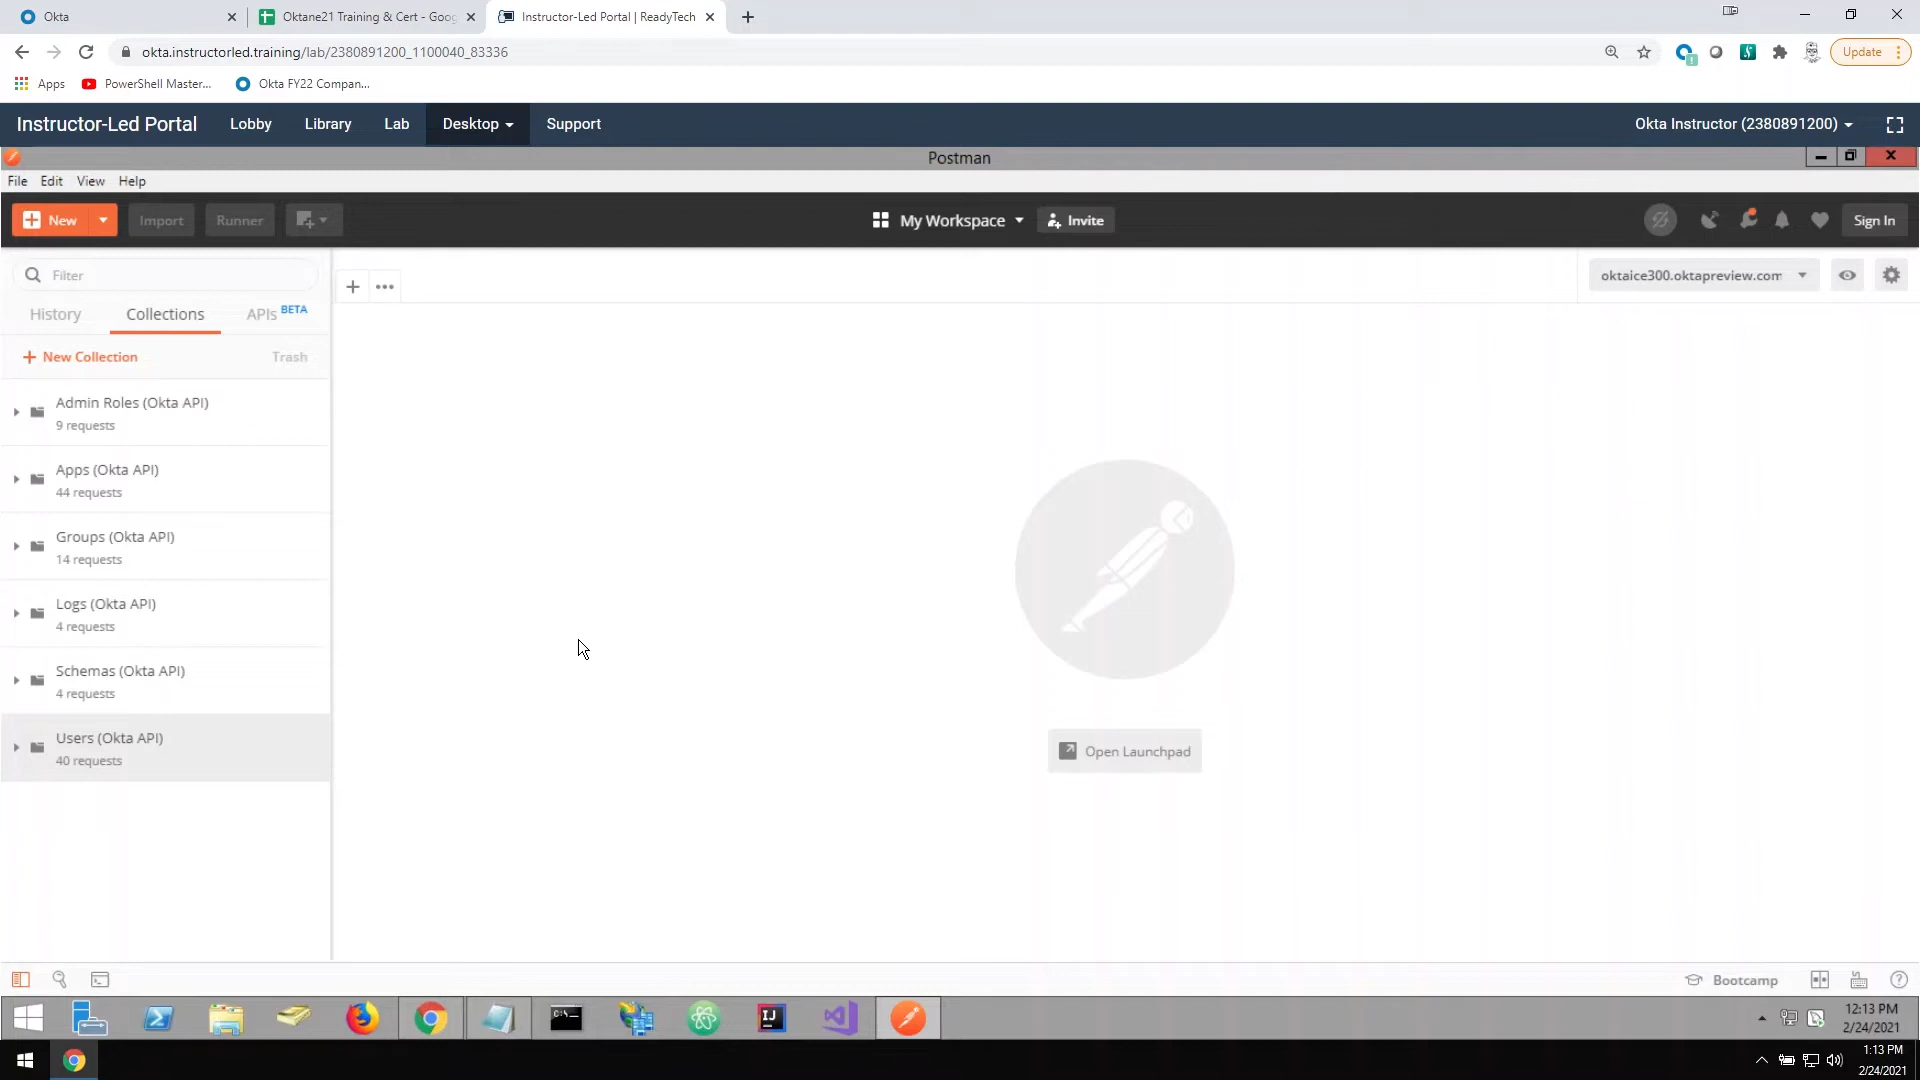 Okta
Oktane21 Training & Cert - Goog
Instructor-Led Portal | ReadyTech
okta.instructorled.training/lab/2380891200_1100040_83336
Update
Apps
PowerShell Master...
Okta FY22 Compan...
Instructor-Led Portal
Lobby
Library
Lab
Desktop
Support
Okta Instructor (2380891200)
Postman
File
Edit
View
Help
New
Import
Runner
My Workspace
Invite
Sign In
Filter
oktaice300.oktapreview.com
History
Collections
APIs BETA
New Collection
Trash
Admin Roles (Okta API)
9 requests
Apps (Okta API)
44 requests
Groups (Okta API)
14 requests
Logs (Okta API)
4 requests
Schemas (Okta API)
4 requests
Users (Okta API)
40 requests
Open Launchpad
Bootcamp
C:\_
IJ
12:13 PM
2/24/2021
1:13 PM
2/24/2021